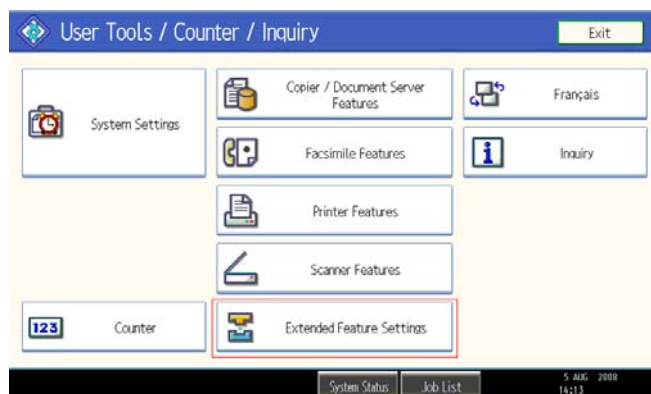 User Tools / Counter / Inquiry
Exit
System Settings
Copier / Document Server
Features
Français
Facsimile Features
Inquiry
Printer Features
Scanner Features
123
Counter
Extended Feature Settings
System Status
Job List
5 AUG 2008
14:13